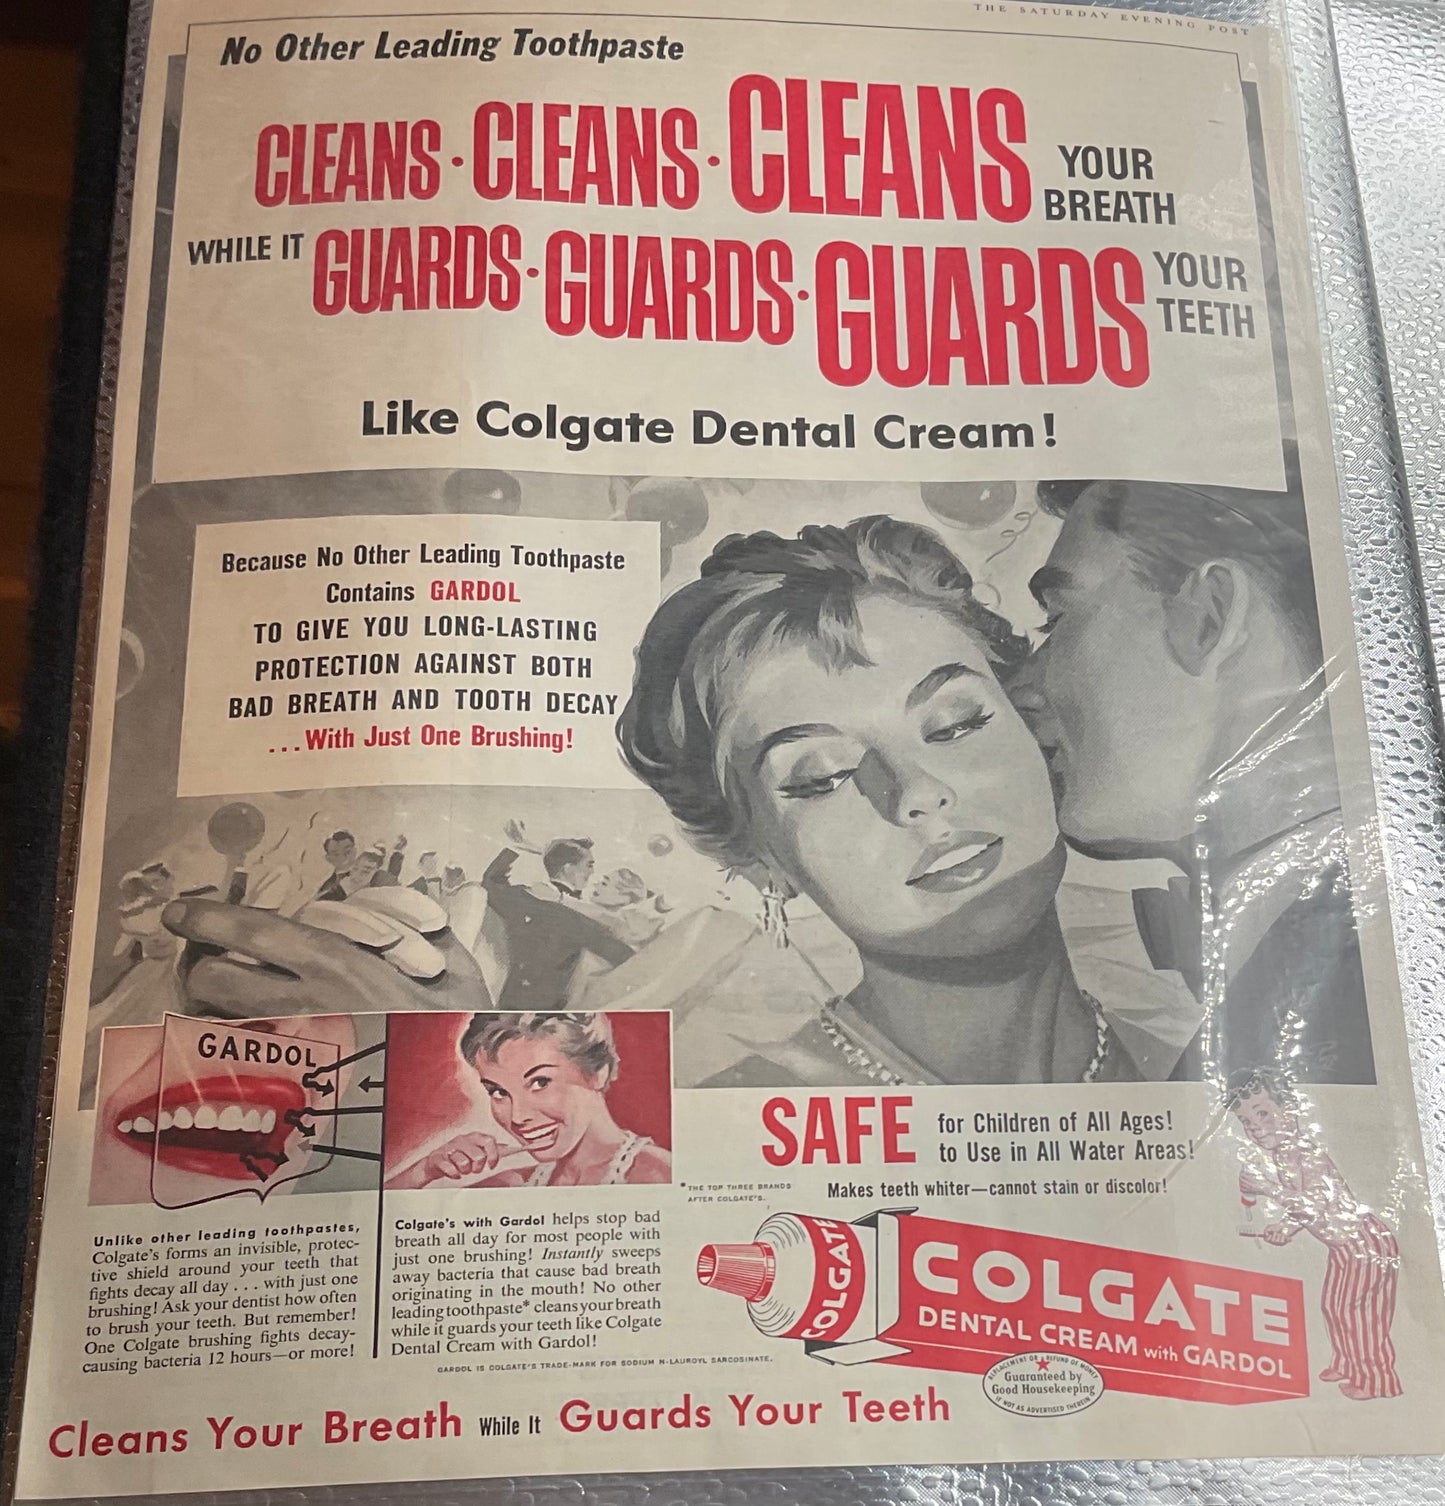 THE SATURDAY EVENING POST
No Other Leading Toothpaste
CLEANS·CLEANS·CLEANS YOUR BREATH
WHILE IT GUARDS·GUARDS·GUARDS YOUR TEETH
Like Colgate Dental Cream!
Because No Other Leading Toothpaste
Contains GARDOL
TO GIVE YOU LONG-LASTING
PROTECTION AGAINST BOTH
BAD BREATH AND TOOTH DECAY
...With Just One Brushing!
GARDOL
Unlike other leading toothpastes,
Colgate's forms an invisible, protec-
tive shield around your teeth that
fights decay all day . . . with just one
brushing! Ask your dentist how often
to brush your teeth. But remember!
One Colgate brushing fights decay-
causing bacteria 12 hours—or more!
Colgate's with Gardol helps stop bad
breath all day for most people with
just one brushing! Instantly sweeps
away bacteria that cause bad breath
originating in the mouth! No other
leading toothpaste* cleans your breath
while it guards your teeth like Colgate
Dental Cream with Gardol!
SAFE for Children of All Ages!
to Use in All Water Areas!
Makes teeth whiter—cannot stain or discolor!
*THE TOP THREE BRANDS
AFTER COLGATE'S.
COLGATE
COLGATE
DENTAL CREAM with GARDOL
REPLACEMENT OR REFUND OF MONEY
Guaranteed by
Good Housekeeping
IF NOT AS ADVERTISED THEREIN
GARDOL IS COLGATE'S TRADE-MARK FOR SODIUM N-LAUROYL SARCOSINATE.
Cleans Your Breath While It Guards Your Teeth